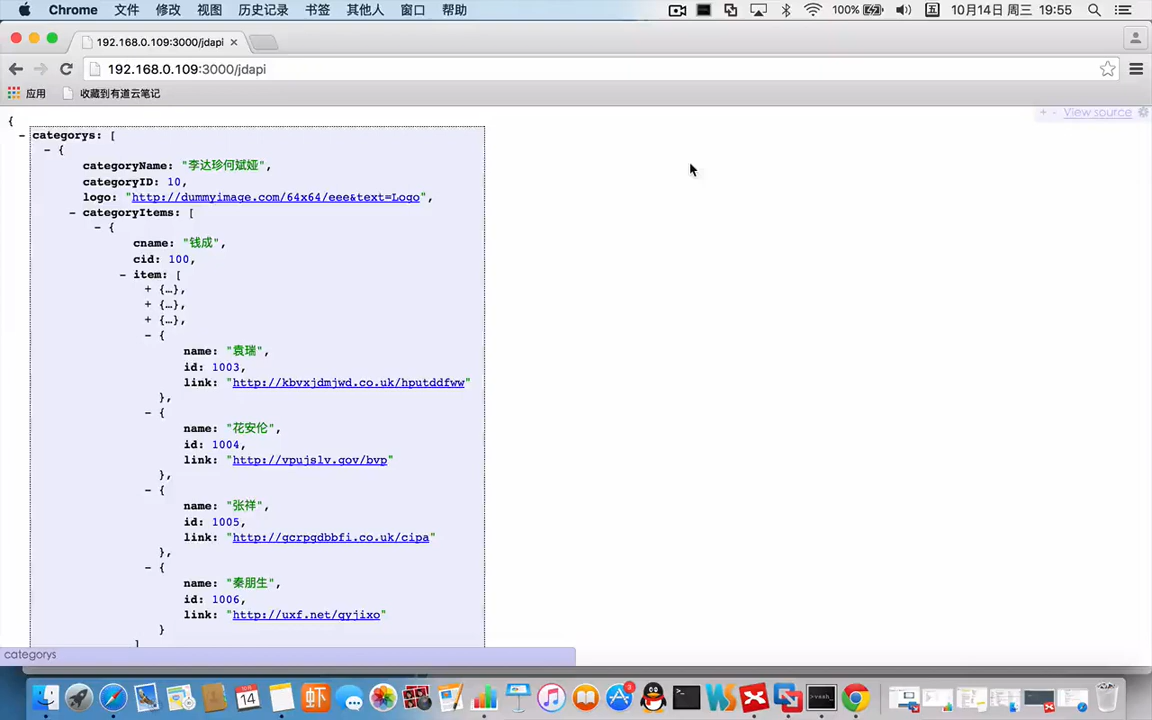 Chrome 文件 修改 视图 历史记录 书签 其他人 窗口 帮助 100% 五 10月14日 周三 19:55
192.168.0.109:3000/jdapi
192.168.0.109:3000/jdapi
应用 收藏到有道云笔记
{ + - View source
- categorys: [
- {
categoryName: "李达珍何斌娅",
categoryID: 10,
logo: "http://dummyimage.com/64x64/eee&text=Logo",
- categoryItems: [
- {
cname: "钱成",
cid: 100,
- item: [
+ {…},
+ {…},
+ {…},
- {
name: "袁瑞",
id: 1003,
link: "http://kbvxjdmjwd.co.uk/hputddfww"
},
- {
name: "花安伦",
id: 1004,
link: "http://vpujslv.gov/bvp"
},
- {
name: "张祥",
id: 1005,
link: "http://gcrpgdbbfi.co.uk/cipa"
},
- {
name: "秦朋生",
id: 1006,
link: "http://uxf.net/qyjixo"
}
]
categorys
14 虾 WS